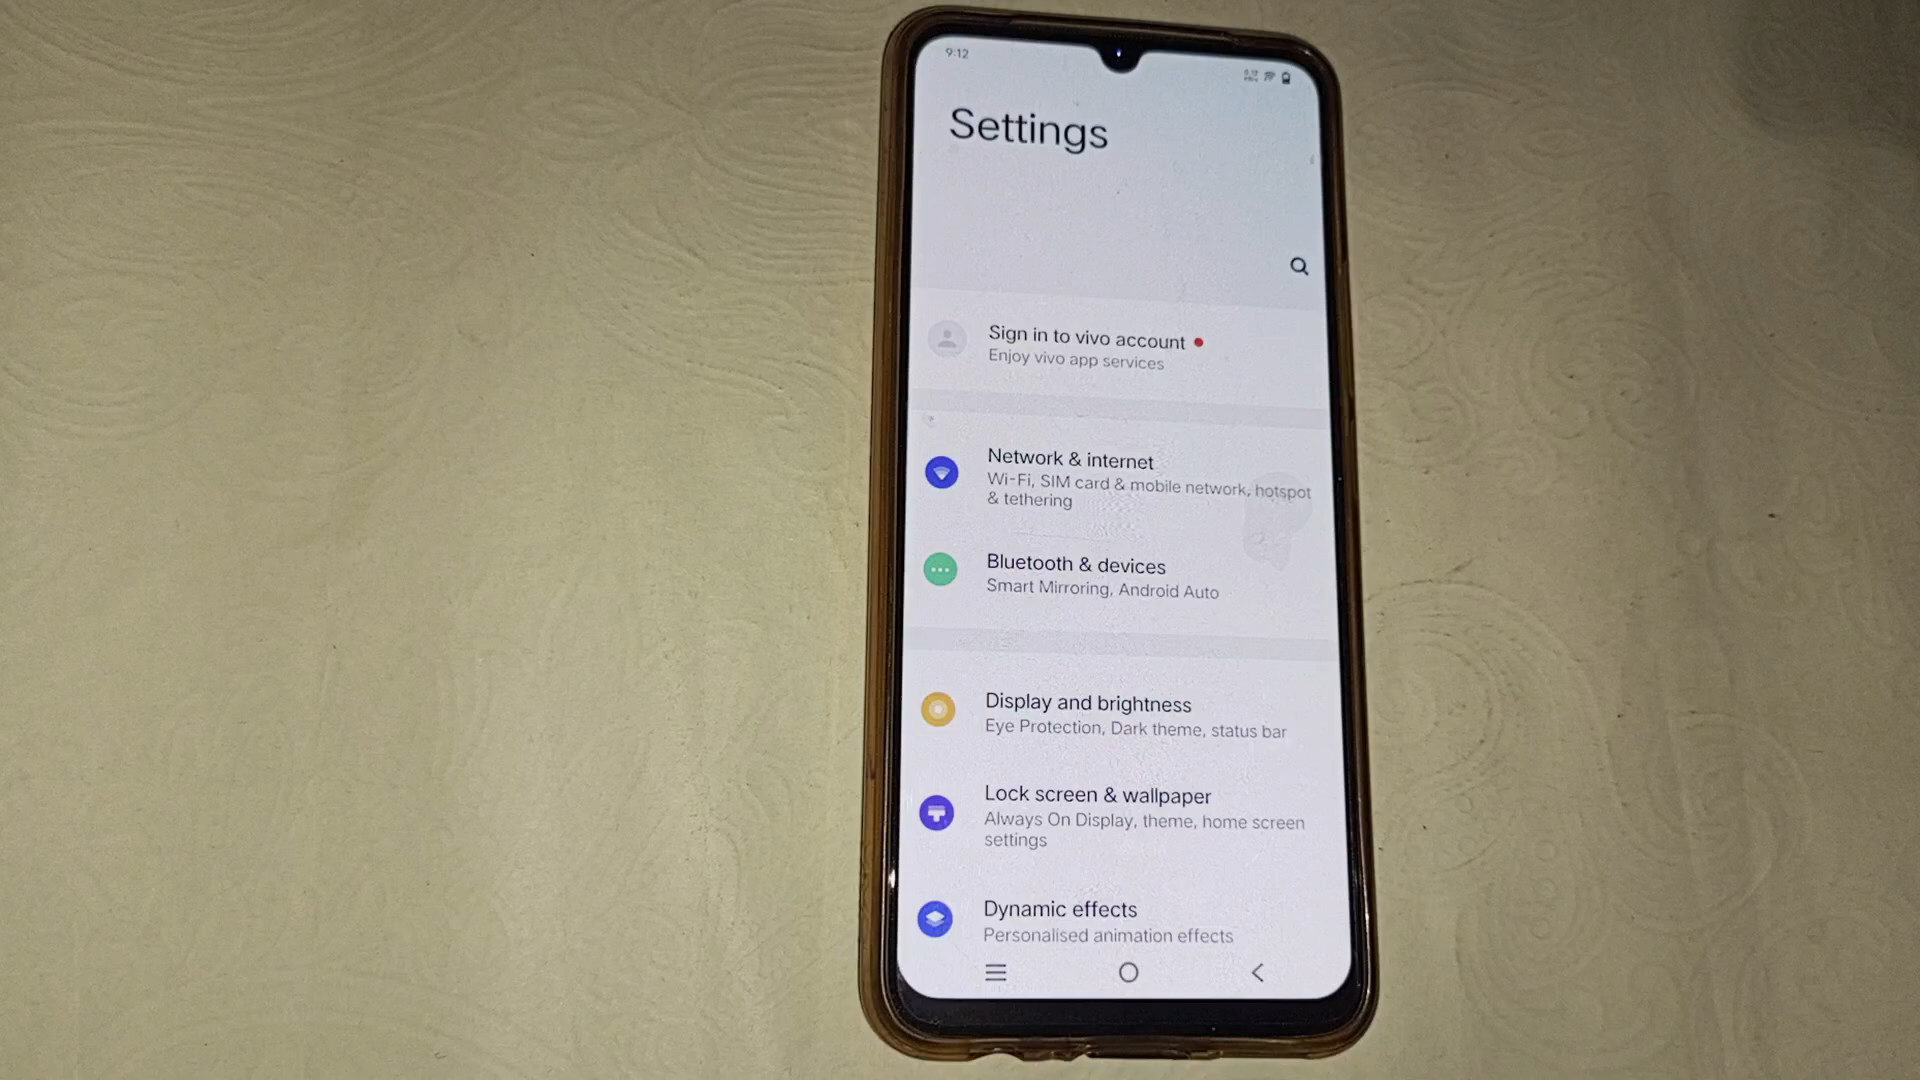 9:12
Settings
Sign in to vivo account
Enjoy vivo app services
Network & internet
Wi-Fi, SIM card & mobile network, hotspot
& tethering
Bluetooth & devices
Smart Mirroring, Android Auto
Display and brightness
Eye Protection, Dark theme, status bar
Lock screen & wallpaper
Always On Display, theme, home screen
settings
Dynamic effects
Personalised animation effects